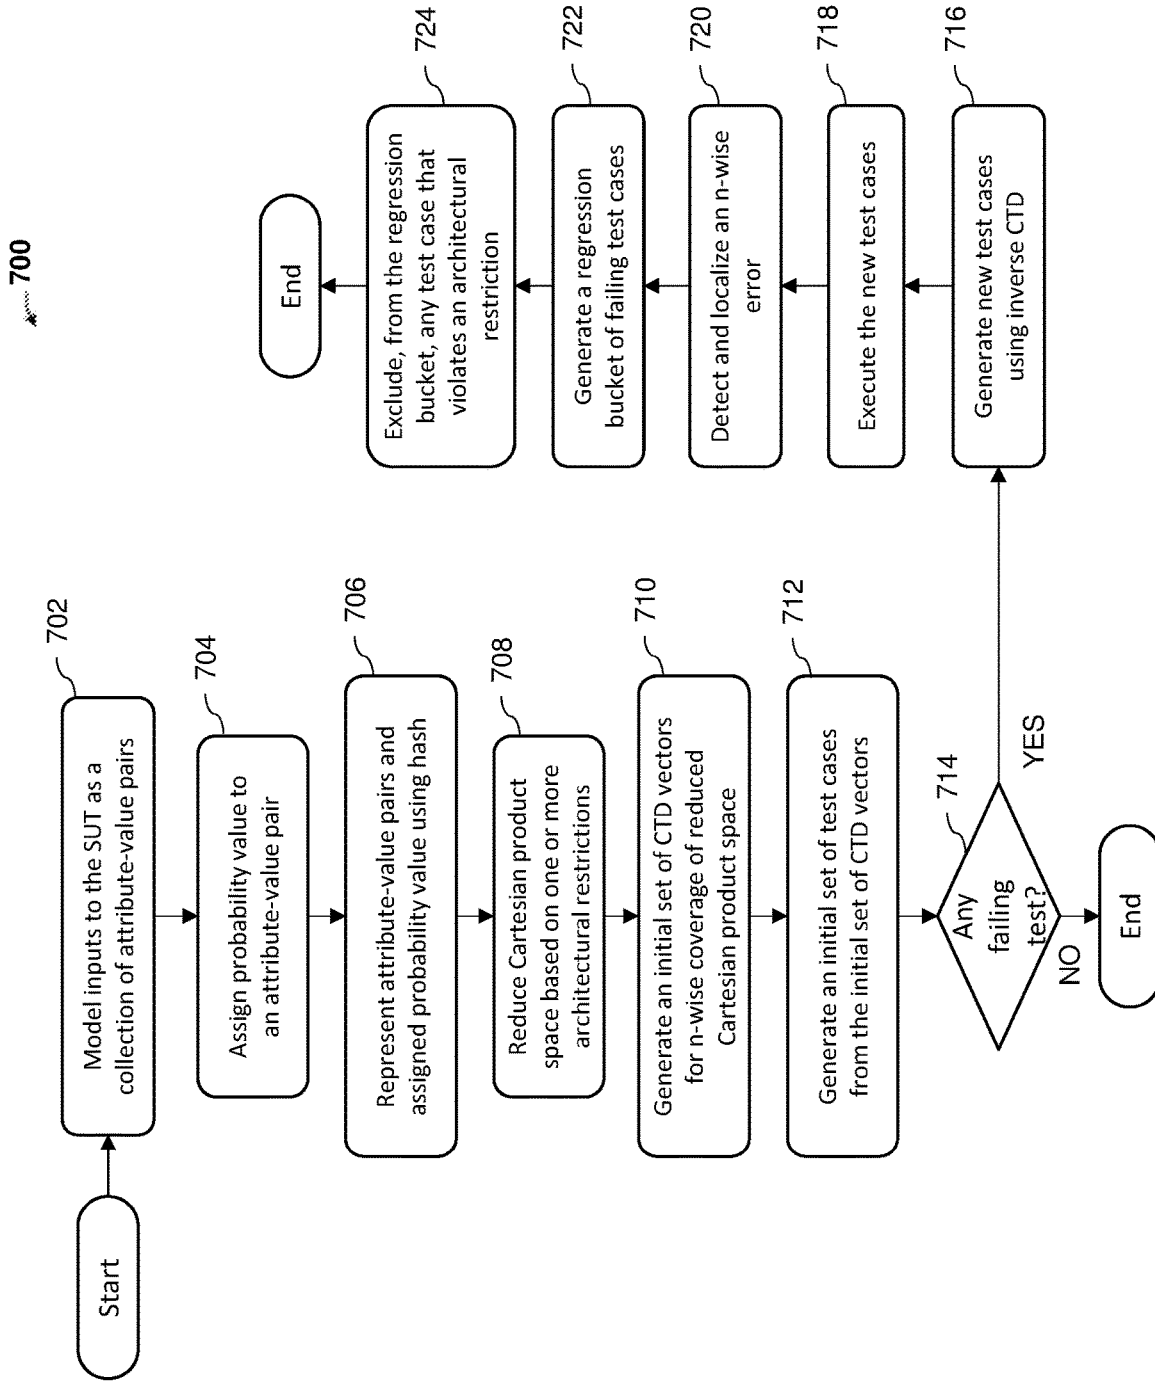 700
Start
702
Model inputs to the SUT as a
collection of attribute-value pairs
704
Assign probability value to
an attribute-value pair
706
Represent attribute-value pairs and
assigned probability value using hash
708
Reduce Cartesian product
space based on one or more
architectural restrictions
710
Generate an initial set of CTD vectors
for n-wise coverage of reduced
Cartesian product space
712
Generate an initial set of test cases
from the initial set of CTD vectors
714
Any
failing
test?
NO
YES
End
716
Generate new test cases
using inverse CTD
718
Execute the new test cases
720
Detect and localize an n-wise
error
722
Generate a regression
bucket of failing test cases
724
Exclude, from the regression
bucket, any test case that
violates an architectural
restriction
End